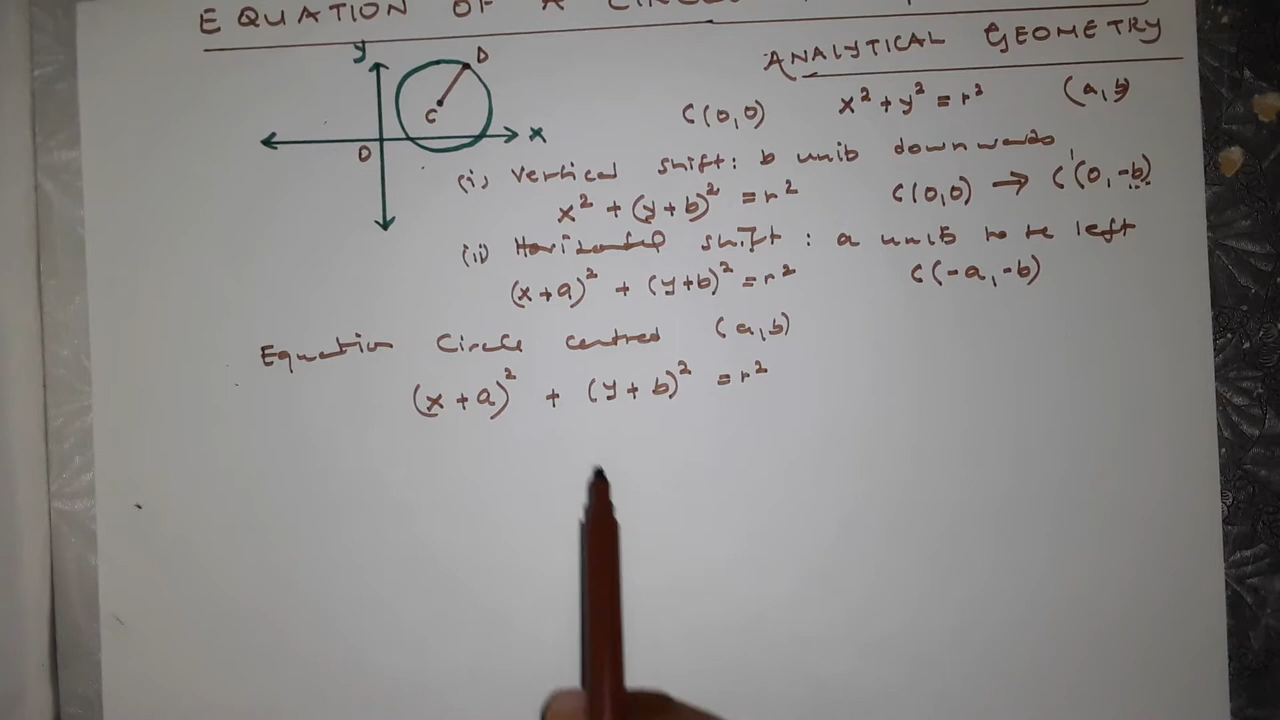 EQUATION OF A CIRCLE
ANALYTICAL GEOMETRY
y
D
C
x
O
C(0,0) x² + y² = r² (a,b)
(i) Vertical shift: b units downwards
x² + (y+b)² = r² C(0,0) → C'(0,-b)
(ii) Horizontal shift : a units to the left
(x+a)² + (y+b)² = r² C(-a,-b)
Equation Circle centred (a,b)
(x+a)² + (y+b)² = r²